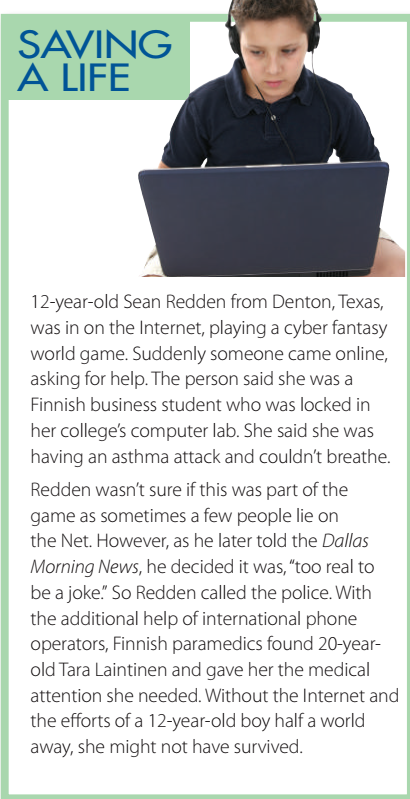 SAVING
A LIFE
12-year-old Sean Redden from Denton, Texas,
was in on the Internet, playing a cyber fantasy
world game. Suddenly someone came online,
asking for help. The person said she was a
Finnish business student who was locked in
her college's computer lab. She said she was
having an asthma attack and couldn't breathe.
Redden wasn't sure if this was part of the
game as sometimes a few people lie on
the Net. However, as he later told the Dallas
Morning News, he decided it was, “too real to
be a joke.” So Redden called the police. With
the additional help of international phone
operators, Finnish paramedics found 20-year-
old Tara Laintinen and gave her the medical
attention she needed. Without the Internet and
the efforts of a 12-year-old boy half a world
away, she might not have survived.